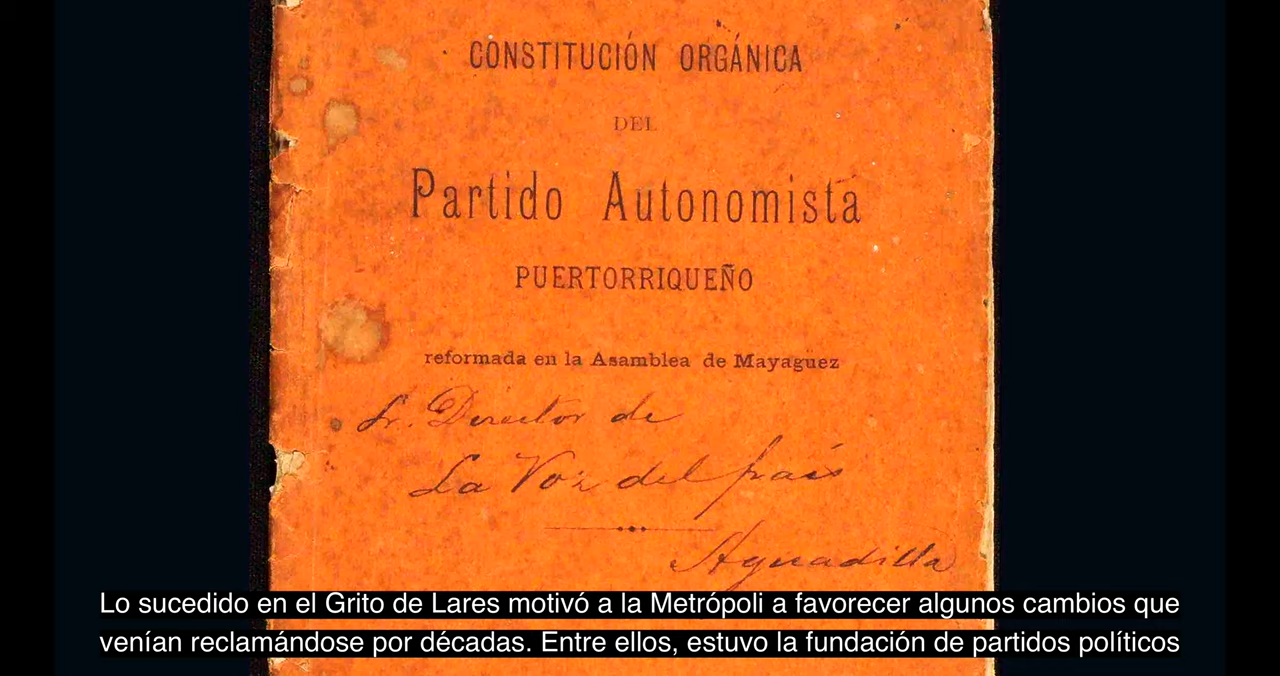 CONSTITUCIÓN ORGÁNICA
DEL
Partido Autonomista
PUERTORRIQUEÑO
reformada en la Asamblea de Mayagüez
Sr. Director de
La Voz del país
Aguadilla
Lo sucedido en el Grito de Lares motivó a la Metrópoli a favorecer algunos cambios que
venían reclamándose por décadas. Entre ellos, estuvo la fundación de partidos políticos